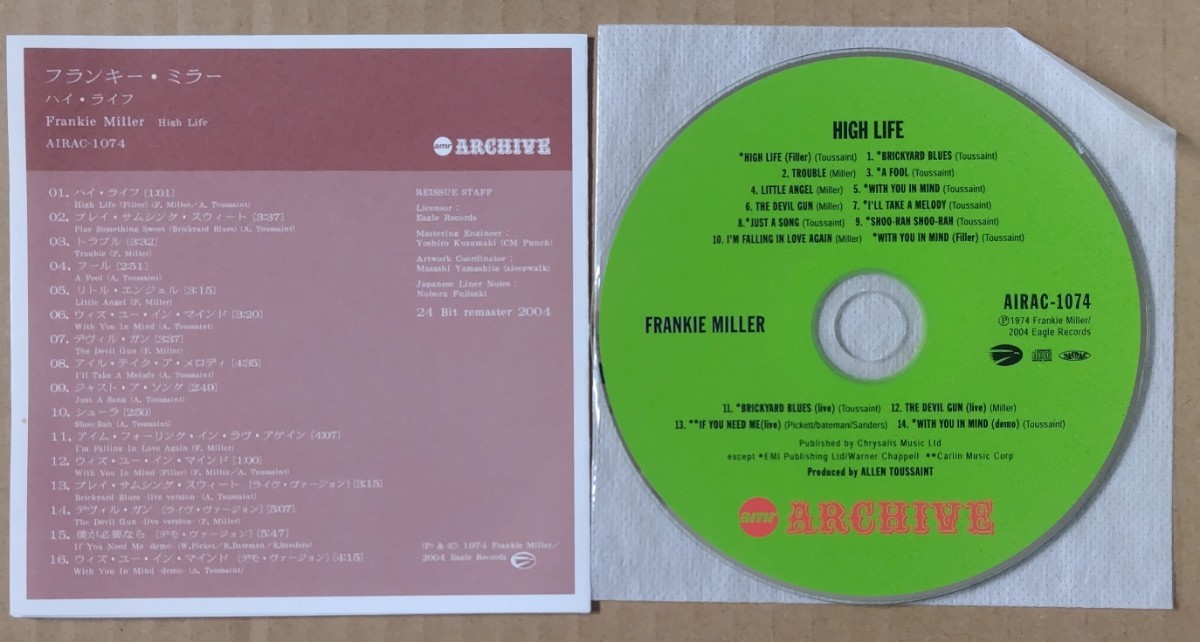 フランキー・ミラー
ハイ・ライフ
Frankie Miller High Life
AIRAC-1074
amr ARCHIVE
01. ハイ・ライフ [1:01]
High Life (Filler) (F. Miller/A. Toussaint)
02. プレイ・サムシング・スウィート [3:37]
Play Something Sweet (Brickyard Blues) (A. Toussaint)
03. トラブル [3:32]
Trouble (F. Miller)
04. フール [2:51]
A Fool (A. Toussaint)
05. リトル・エンジェル [3:15]
Little Angel (F. Miller)
06. ウィズ・ユー・イン・マインド [3:20]
With You In Mind (A. Toussaint)
07. デヴィル・ガン [3:37]
The Devil Gun (F. Miller)
08. アイル・テイク・ア・メロディ [4:35]
I'll Take A Melody (A. Toussaint)
09. ジャスト・ア・ソング [2:49]
Just A Song (A. Toussaint)
10. シューラ [2:50]
Shoo-Rah (A. Toussaint)
11. アイム・フォーリング・イン・ラヴ・アゲイン [4:07]
I'm Falling In Love Again (F. Miller)
12. ウィズ・ユー・イン・マインド [1:00]
With You In Mind (Filler) (F. Miller/A. Toussaint)
13. プレイ・サムシング・スウィート [ライヴ・ヴァージョン] [3:15]
Brickyard Blues -live version- (A. Toussaint)
14. デヴィル・ガン [ライヴ・ヴァージョン] [5:07]
The Devil Gun -live version- (F. Miller)
15. 僕が必要なら [デモ・ヴァージョン] [5:47]
If You Need Me -demo- (W.Picket/R.Bateman/S.Sanders)
16. ウィズ・ユー・イン・マインド [デモ・ヴァージョン] [4:15]
With You In Mind -demo- (A. Toussaint)
REISSUE STAFF
Licensor :
Eagle Records
Mastering Engineer :
Yoshiro Kuzumaki (CM Punch)
Artwork Coordinator :
Masashi Yamashita (sleepwalk)
Japanese Liner Notes :
Noboru Fujisaki
24 Bit remaster 2004
(P) & (C) 1974 Frankie Miller/
2004 Eagle Records
HIGH LIFE
*HIGH LIFE (Filler) (Toussaint) 1. *BRICKYARD BLUES (Toussaint)
2. TROUBLE (Miller) 3. *A FOOL (Toussaint)
4. LITTLE ANGEL (Miller) 5. *WITH YOU IN MIND (Toussaint)
6. THE DEVIL GUN (Miller) 7. *I'LL TAKE A MELODY (Toussaint)
8. *JUST A SONG (Toussaint) 9. *SHOO-RAH SHOO-RAH (Toussaint)
10. I'M FALLING IN LOVE AGAIN (Miller) *WITH YOU IN MIND (Filler) (Toussaint)
FRANKIE MILLER
AIRAC-1074
Ⓟ1974 Frankie Miller/
2004 Eagle Records
11. *BRICKYARD BLUES (live) (Toussaint) 12. THE DEVIL GUN (live) (Miller)
13. **IF YOU NEED ME(live) (Pickett/bateman/Sanders) 14. *WITH YOU IN MIND (demo) (Toussaint)
Published by Chrysalis Music Ltd
except *EMI Publishing Ltd/Warner Chappell **Carlin Music Corp
Produced by ALLEN TOUSSAINT
amr ARCHIVE